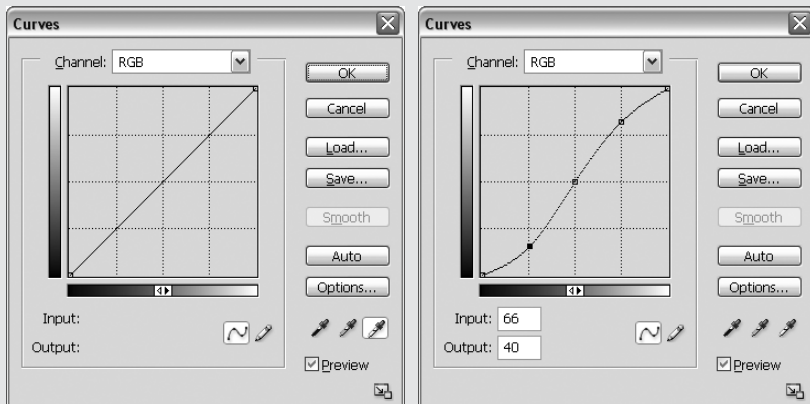 Curves
Channel: RGB
OK
Cancel
Load...
Save...
Smooth
Auto
Options...
Input:
Output:
Preview
Curves
Channel: RGB
OK
Cancel
Load...
Save...
Smooth
Auto
Options...
Input: 66
Output: 40
Preview